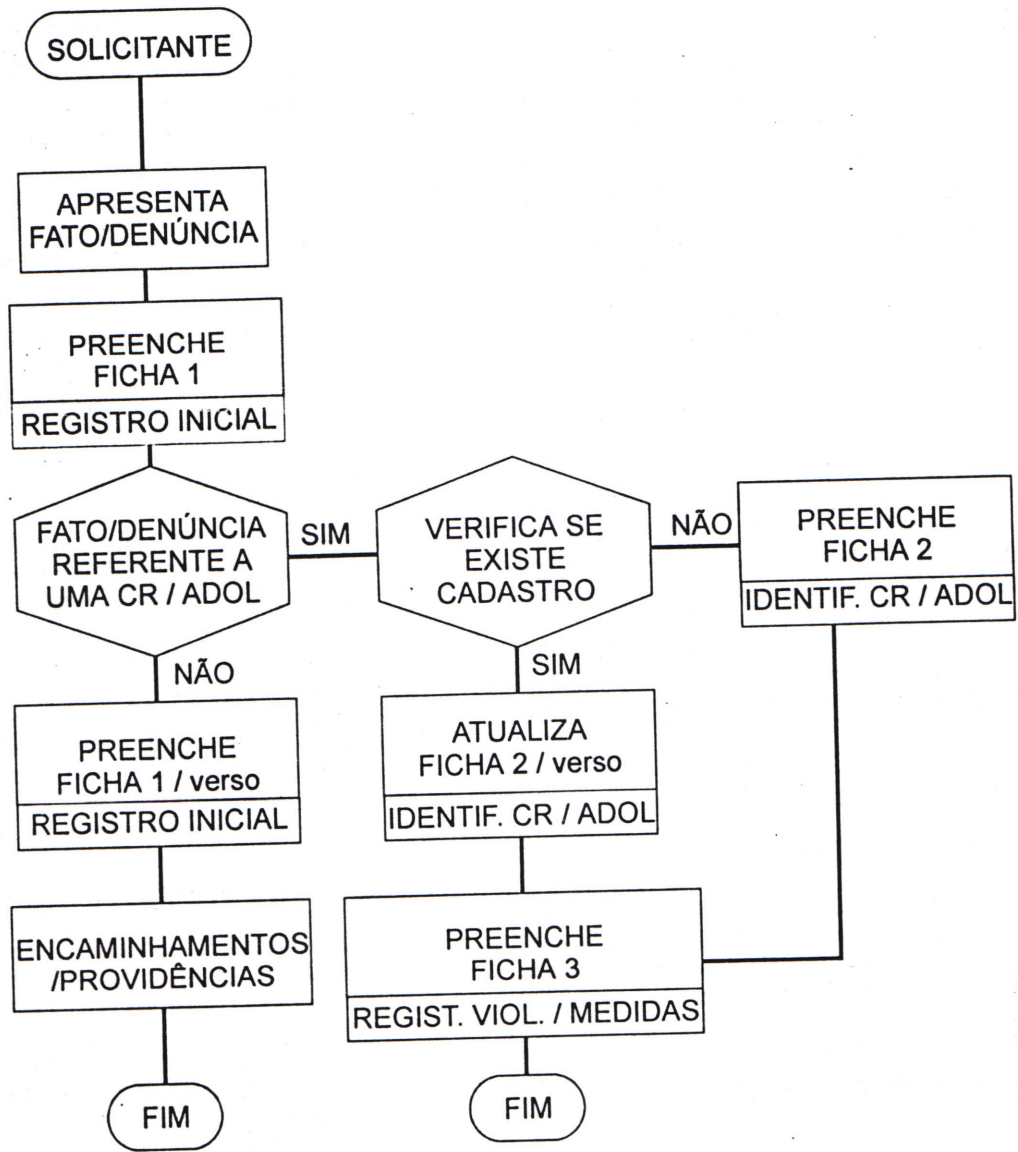 SOLICITANTE
APRESENTA
FATO/DENÚNCIA
PREENCHE
FICHA 1
REGISTRO INICIAL
FATO/DENÚNCIA
REFERENTE A
UMA CR / ADOL
SIM
VERIFICA SE
EXISTE
CADASTRO
NÃO
PREENCHE
FICHA 2
IDENTIF. CR / ADOL
NÃO
PREENCHE
FICHA 1 / verso
REGISTRO INICIAL
SIM
ATUALIZA
FICHA 2 / verso
IDENTIF. CR / ADOL
ENCAMINHAMENTOS
/PROVIDÊNCIAS
PREENCHE
FICHA 3
REGIST. VIOL. / MEDIDAS
FIM
FIM